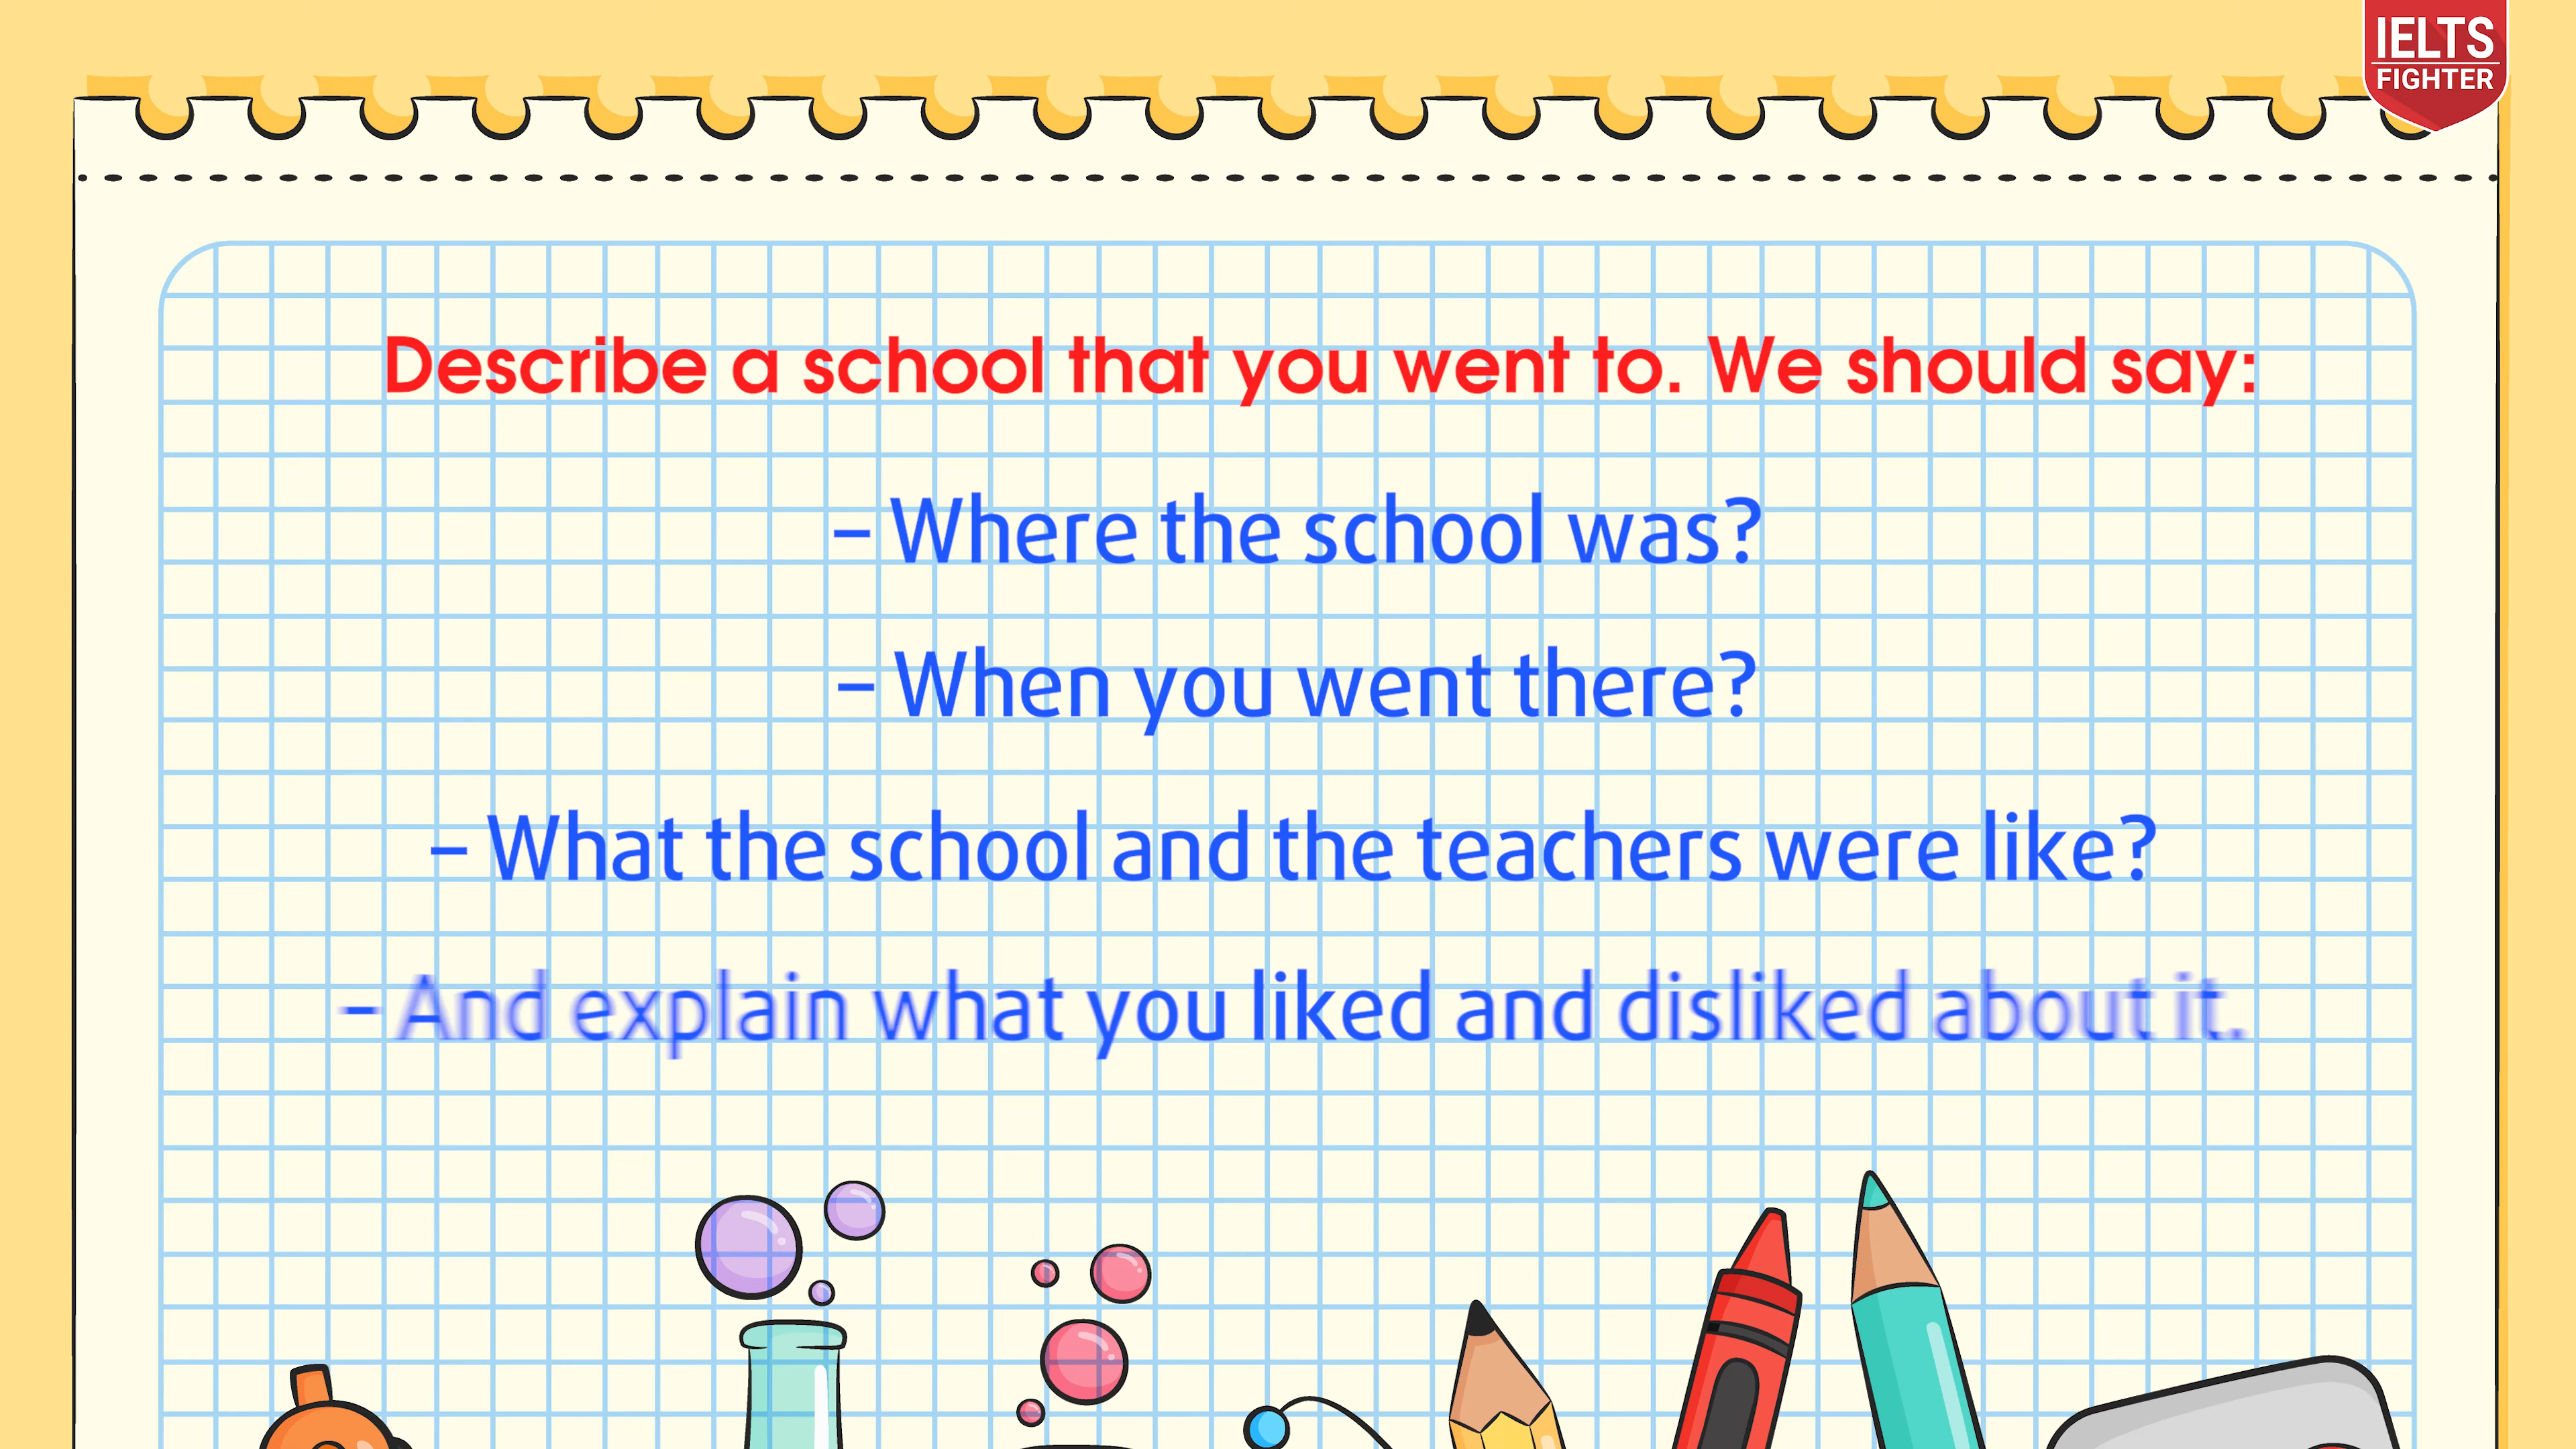 IELTS
FIGHTER
Describe a school that you went to. We should say:
– Where the school was?
– When you went there?
– What the school and the teachers were like?
– And explain what you liked and disliked about it.